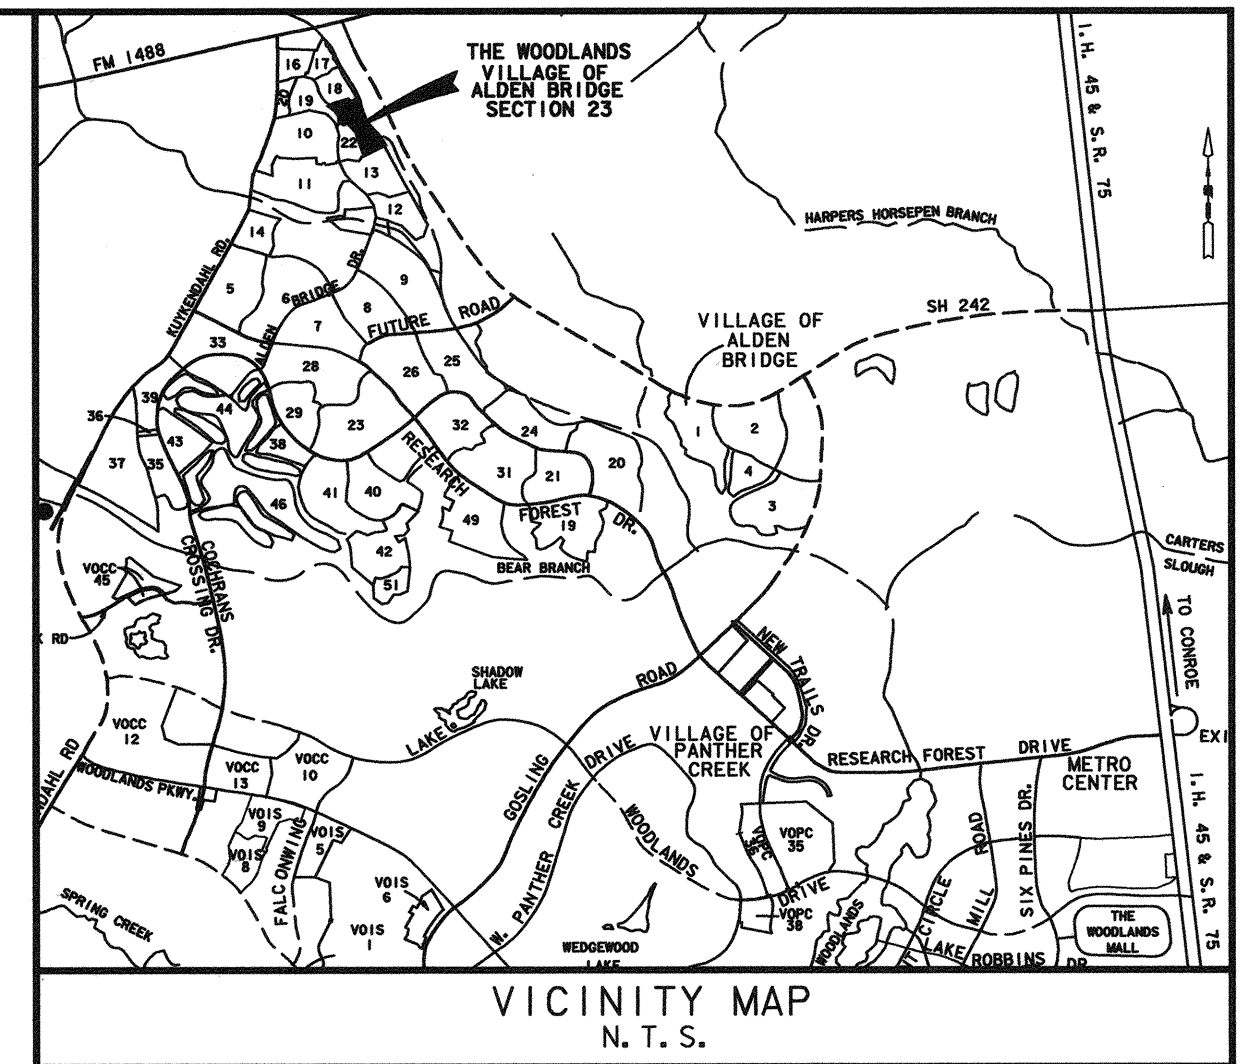 FM 1488
THE WOODLANDS
VILLAGE OF
ALDEN BRIDGE
SECTION 23
I. H. 45 & S. R. 75
16
17
18
20
19
10
22
13
11
12
14
HARPERS HORSEPEN BRANCH
KUYKENDAHL RD.
5
6
ALDEN BRIDGE DR.
9
8
7
FUTURE ROAD
SH 242
VILLAGE OF
ALDEN
BRIDGE
33
28
26
25
39
44
29
23
36
32
24
1
2
43
38
37
35
31
21
20
4
41
40
46
3
RESEARCH FOREST DR.
49
19
42
BEAR BRANCH
51
CARTERS
SLOUGH
VOCC
45
COCHRANS
CROSSING DR.
TO CONROE
K RD
NEW TRAILS DR.
SHADOW
LAKE
GOSLING ROAD
VOCC
12
LAKE WOODLANDS DRIVE
VILLAGE OF
PANTHER
CREEK
RESEARCH FOREST DRIVE
EXI
METRO
CENTER
DAHL RD
WOODLANDS PKWY.
VOCC
13
VOCC
10
W. PANTHER CREEK DRIVE
VOIS
9
VOIS
8
VOIS
5
FALCONWING
VOPC
36
VOPC
35
MILL ROAD
SIX PINES DR.
I. H. 45 & S. R. 75
VOIS
6
7
VOIS
1
SPRING CREEK
WEDGEWOOD
LAKE
VOPC
38
WOODLANDS
CIRCLE
LAKE ROBBINS DR
THE
WOODLANDS
MALL
VICINITY MAP
N. T. S.